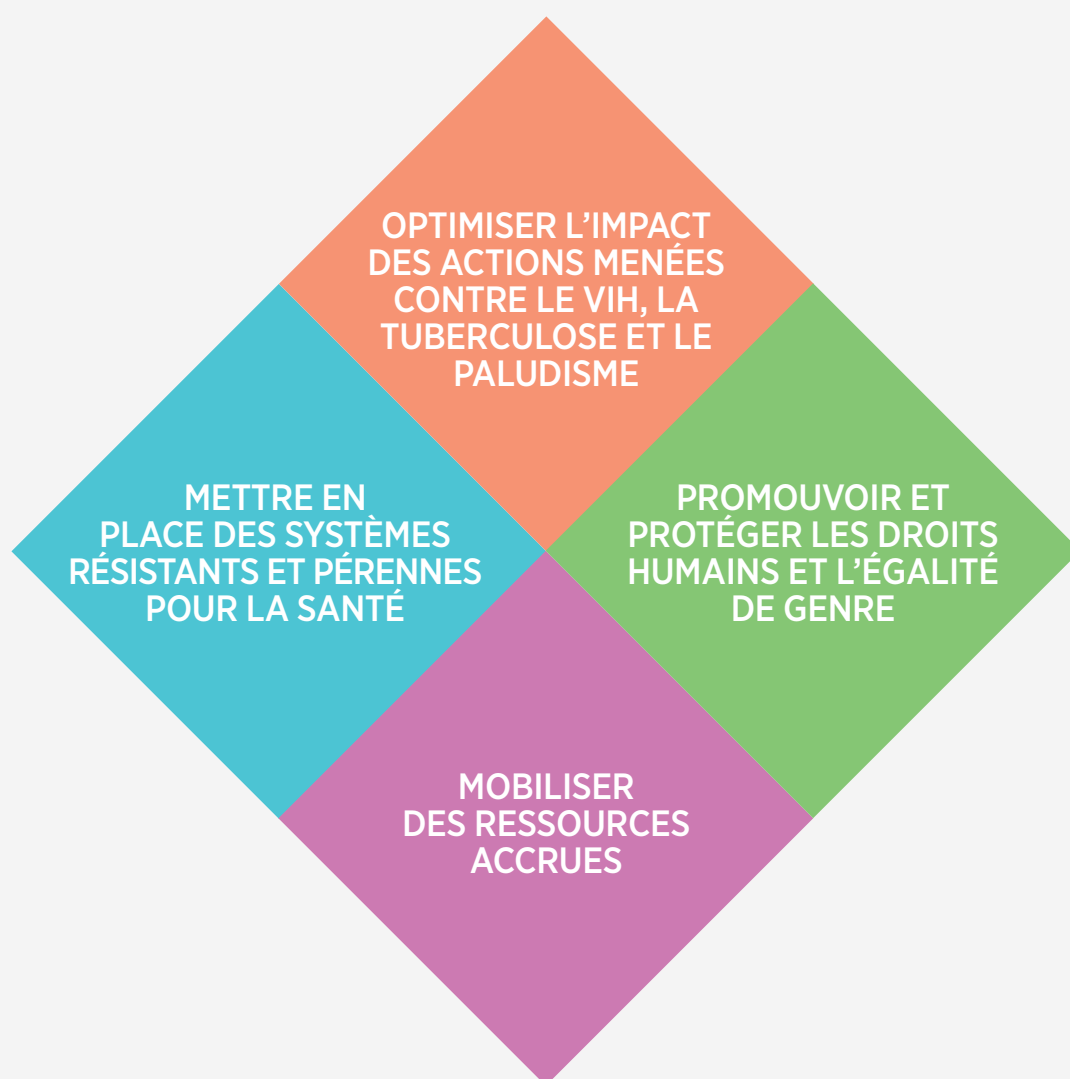 OPTIMISER L’IMPACT
DES ACTIONS MENÉES
CONTRE LE VIH, LA
TUBERCULOSE ET LE
PALUDISME
METTRE EN
PLACE DES SYSTÈMES
RÉSISTANTS ET PÉRENNES
POUR LA SANTÉ
PROMOUVOIR ET
PROTÉGER LES DROITS
HUMAINS ET L’ÉGALITÉ
DE GENRE
MOBILISER
DES RESSOURCES
ACCRUES